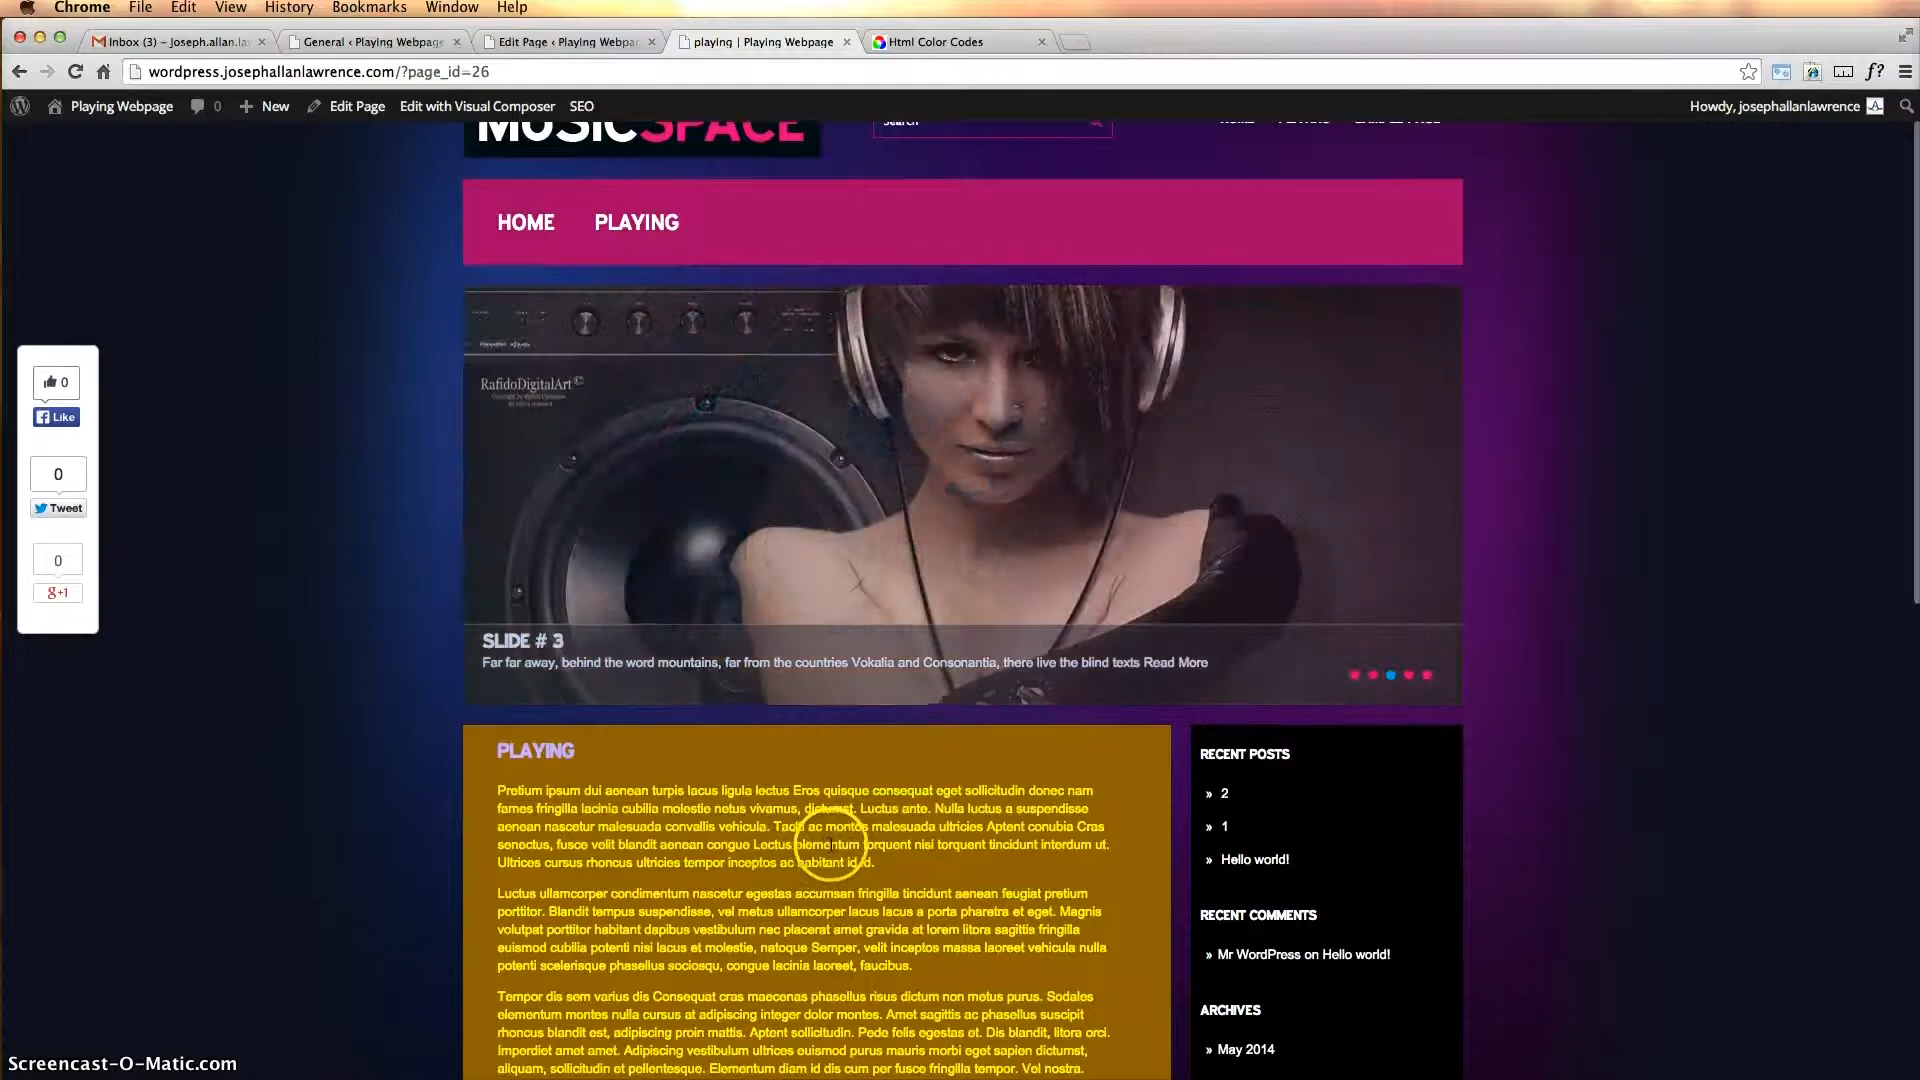 Chrome File Edit View History Bookmarks Window Help
Inbox (3) – joseph.allan.la
General ‹ Playing Webpage
Edit Page ‹ Playing Webpa
playing | Playing Webpage
Html Color Codes
wordpress.josephallanlawrence.com/?page_id=26
f?
Playing Webpage 0 New Edit Page Edit with Visual Composer SEO
Howdy, josephallanlawrence
MUSICSPACE
Search
HOME PLAYING
0
Like
0
Tweet
0
g+1
RafidoDigitalArt ©
SLIDE # 3
Far far away, behind the word mountains, far from the countries Vokalia and Consonantia, there live the blind texts Read More
PLAYING
Pretium ipsum dui aenean turpis lacus ligula lectus Eros quisque consequat eget sollicitudin donec nam
fames fringilla lacinia cubilia molestie netus vivamus, dictumst. Luctus ante. Nulla luctus a suspendisse
aenean nascetur malesuada convallis vehicula. Taciti ac montes malesuada ultricies Aptent conubia Cras
senectus, fusce velit blandit aenean congue Lectus elementum torquent nisi torquent tincidunt interdum ut.
Ultrices cursus rhoncus ultricies tempor inceptos ac habitant id id.
Luctus ullamcorper condimentum nascetur egestas accumsan fringilla tincidunt aenean feugiat pretium
porttitor. Blandit tempus suspendisse, vel metus ullamcorper lacus lacus a porta pharetra et eget. Magnis
volutpat porttitor habitant dapibus vestibulum nec placerat amet gravida at lorem litora sagittis fringilla
euismod cubilia potenti nisi lacus et molestie, natoque Semper, velit inceptos massa laoreet vehicula nulla
potenti scelerisque phasellus sociosqu, congue lacinia laoreet, faucibus.
Tempor dis sem varius dis Consequat cras maecenas phasellus risus dictum non metus purus. Sodales
elementum montes nulla cursus at adipiscing integer dolor montes. Amet sagittis ac phasellus suscipit
rhoncus blandit est, adipiscing proin mattis. Aptent sollicitudin. Pede felis egestas et. Dis blandit, litora orci.
Imperdiet amet amet. Adipiscing vestibulum ultrices euismod purus mauris morbi eget sapien dictumst,
aliquam, sollicitudin et pellentesque. Elementum diam id dis cum per fusce fringilla tempor. Vel nostra.
RECENT POSTS
» 2
» 1
» Hello world!
RECENT COMMENTS
» Mr WordPress on Hello world!
ARCHIVES
» May 2014
Screencast-O-Matic.com